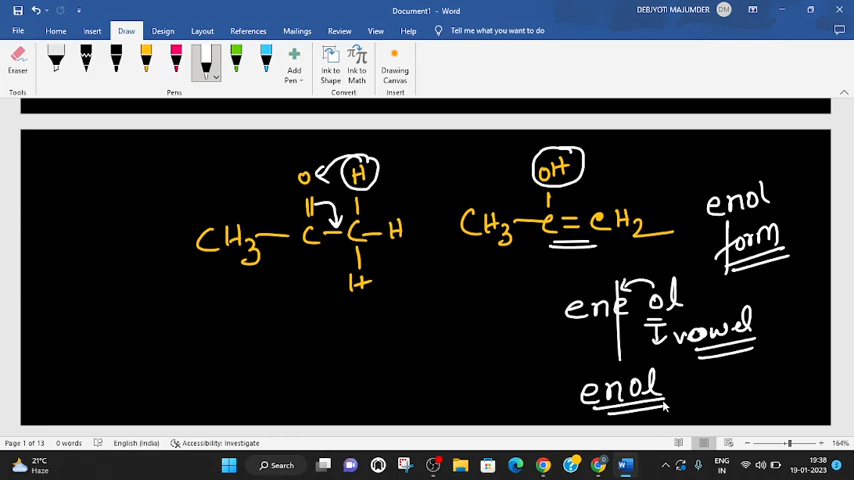 Document1 - Word
DEBJYOTI MAJUMDER
DM
File
Home
Insert
Draw
Design
Layout
References
Mailings
Review
View
Help
Tell me what you want to do
Eraser
Add Pen
Ink to Shape
Ink to Math
Drawing Canvas
Tools
Pens
Convert
Insert
O H
CH3 — C — C — H
H
OH
CH3 — C = CH2
enol
form
ene ol
vowel
enol
Page 1 of 13
0 words
English (India)
Accessibility: Investigate
164%
21°C
Haze
Search
ENG
IN
19:38
19-01-2023